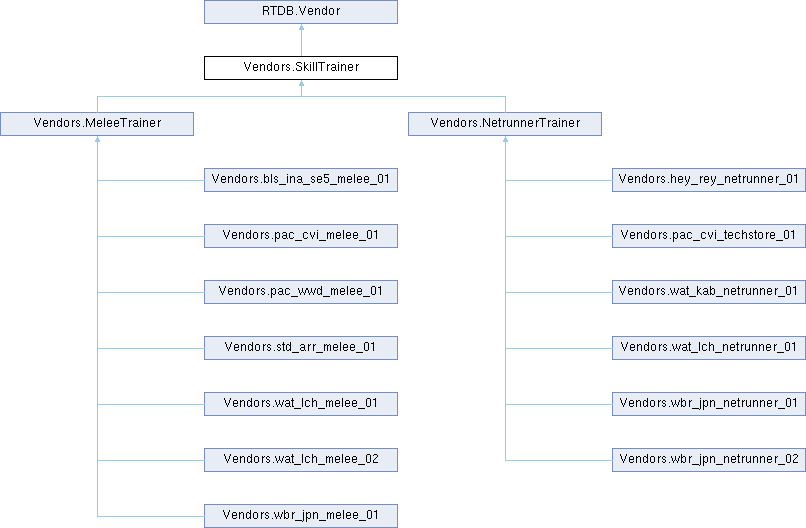 RTDB.Vendor
Vendors.SkillTrainer
Vendors.MeleeTrainer
Vendors.NetrunnerTrainer
Vendors.bls_ina_se5_melee_01
Vendors.hey_rey_netrunner_01
Vendors.pac_cvi_melee_01
Vendors.pac_cvi_techstore_01
Vendors.pac_wwd_melee_01
Vendors.wat_kab_netrunner_01
Vendors.std_arr_melee_01
Vendors.wat_lch_netrunner_01
Vendors.wat_lch_melee_01
Vendors.wbr_jpn_netrunner_01
Vendors.wat_lch_melee_02
Vendors.wbr_jpn_netrunner_02
Vendors.wbr_jpn_melee_01